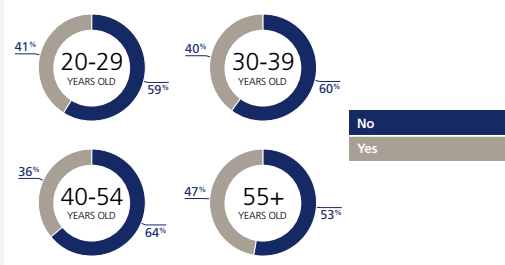 41%
20-29
YEARS OLD
59%
40%
30-39
YEARS OLD
60%
No
Yes
36%
40-54
YEARS OLD
64%
47%
55+
YEARS OLD
53%